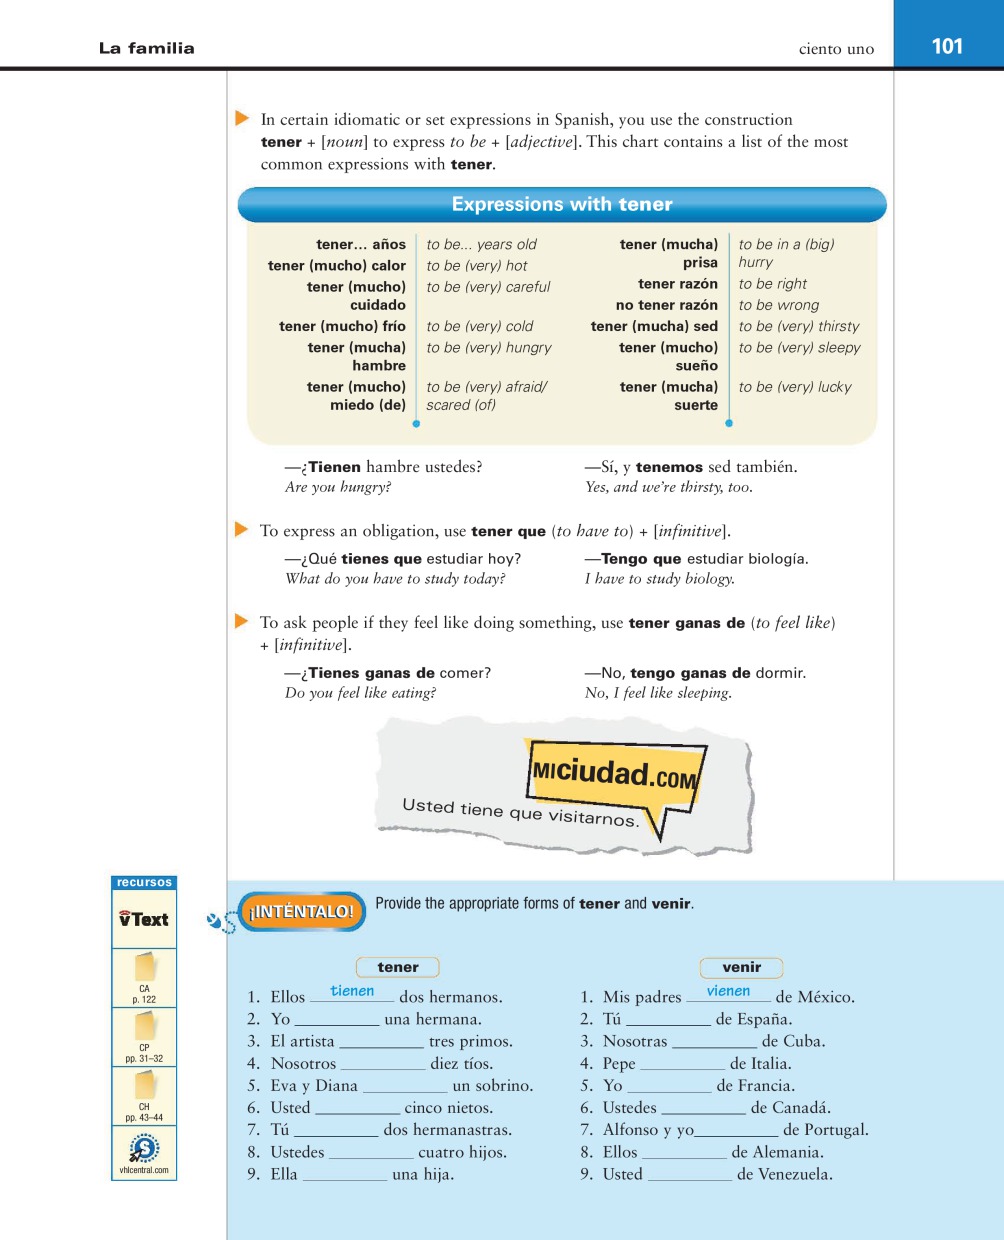 La familia
ciento uno
101
In certain idiomatic or set expressions in Spanish, you use the construction
tener + [noun] to express to be + [adjective]. This chart contains a list of the most
common expressions with tener.
Expressions with tener
tener... años to be... years old
tener (mucho) calor to be (very) hot
tener (mucho) to be (very) careful
cuidado
tener (mucho) frío to be (very) cold
tener (mucha) to be (very) hungry
hambre
tener (mucho) to be (very) afraid/
miedo (de) scared (of)
tener (mucha) to be in a (big)
prisa hurry
tener razón to be right
no tener razón to be wrong
tener (mucha) sed to be (very) thirsty
tener (mucho) to be (very) sleepy
sueño
tener (mucha) to be (very) lucky
suerte
—¿Tienen hambre ustedes?
Are you hungry?
—Sí, y tenemos sed también.
Yes, and we're thirsty, too.
To express an obligation, use tener que (to have to) + [infinitive].
—¿Qué tienes que estudiar hoy?
What do you have to study today?
—Tengo que estudiar biología.
I have to study biology.
To ask people if they feel like doing something, use tener ganas de (to feel like)
+ [infinitive].
—¿Tienes ganas de comer?
Do you feel like eating?
—No, tengo ganas de dormir.
No, I feel like sleeping.
MIciudad.COM
Usted tiene que visitarnos.
recursos
vText
CA
p. 122
CP
pp. 31–32
CH
pp. 43–44
S
vhlcentral.com
¡INTÉNTALO!
Provide the appropriate forms of tener and venir.
tener
1. Ellos tienen dos hermanos.
2. Yo __________ una hermana.
3. El artista __________ tres primos.
4. Nosotros __________ diez tíos.
5. Eva y Diana __________ un sobrino.
6. Usted __________ cinco nietos.
7. Tú __________ dos hermanastras.
8. Ustedes __________ cuatro hijos.
9. Ella __________ una hija.
venir
1. Mis padres vienen de México.
2. Tú __________ de España.
3. Nosotras __________ de Cuba.
4. Pepe __________ de Italia.
5. Yo __________ de Francia.
6. Ustedes __________ de Canadá.
7. Alfonso y yo__________ de Portugal.
8. Ellos __________ de Alemania.
9. Usted __________ de Venezuela.